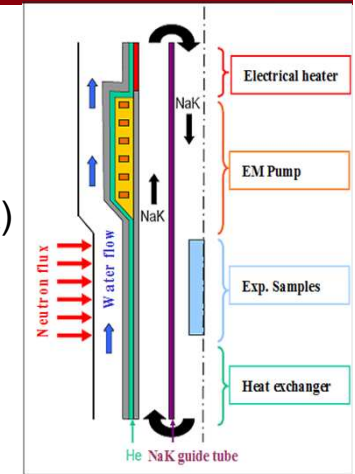 Electrical heater
NaK
EM Pump
NaK
)
Neutron flux
Water flow
Exp. Samples
Heat exchanger
He NaK guide tube